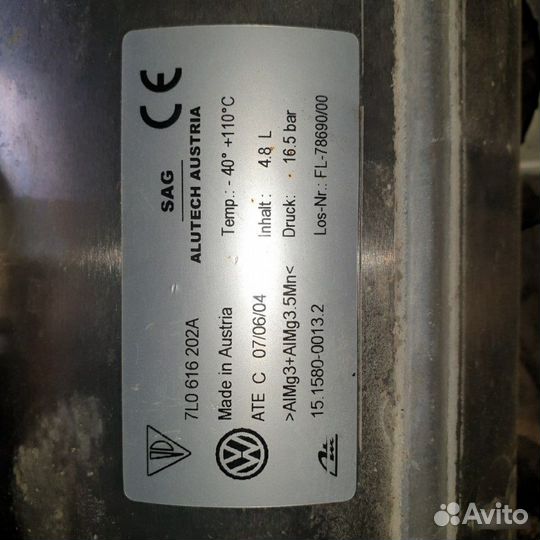 SAG
ALUTECH AUSTRIA
CE
7L0 616 202A
Made in Austria
Temp.: - 40° +110°C
ATE C 07/06/04
Inhalt: 4.8 L
>AlMg3+AlMg3.5Mn<
Druck: 16.5 bar
15.1580-0013.2
Los-Nr.: FL-78690/00
Avito